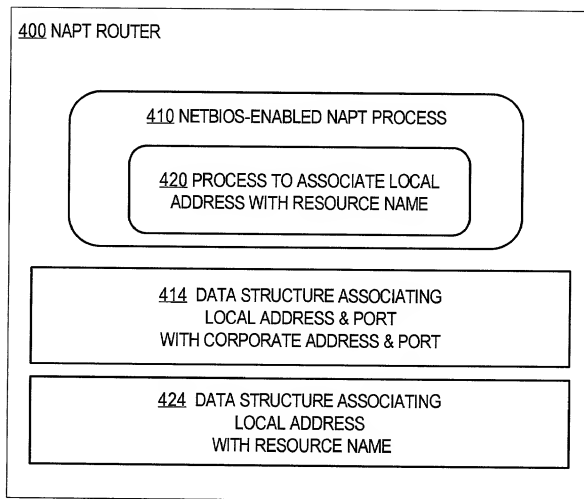 400 NAPT ROUTER
410 NETBIOS-ENABLED NAPT PROCESS
420 PROCESS TO ASSOCIATE LOCAL
ADDRESS WITH RESOURCE NAME
414 DATA STRUCTURE ASSOCIATING
LOCAL ADDRESS & PORT
WITH CORPORATE ADDRESS & PORT
424 DATA STRUCTURE ASSOCIATING
LOCAL ADDRESS
WITH RESOURCE NAME